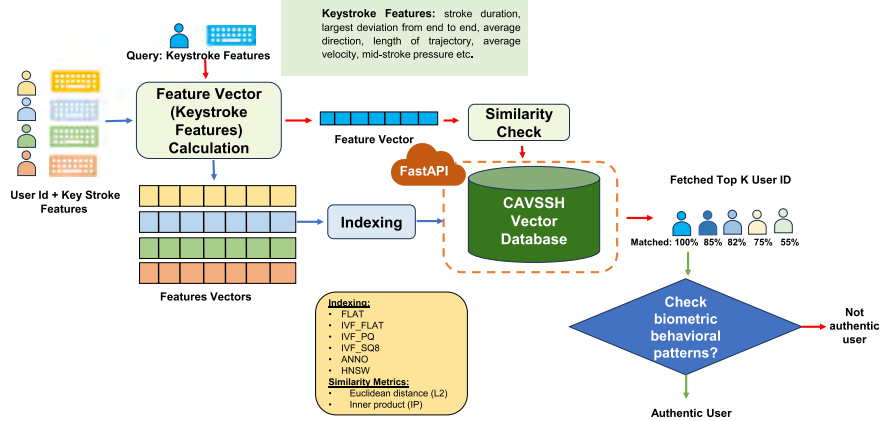 Keystroke Features: stroke duration,
largest deviation from end to end, average
direction, length of trajectory, average
velocity, mid-stroke pressure etc.
Query: Keystroke Features
Feature Vector
(Keystroke
Features)
Calculation
Feature Vector
Similarity
Check
User Id + Key Stroke
Features
FastAPI
CAVSSH
Vector
Database
Indexing
Features Vectors
Fetched Top K User ID
Matched: 100% 85% 82% 75% 55%
Check
biometric
behavioral
patterns?
Not
authentic
user
Authentic User
Indexing:
• FLAT
• IVF_FLAT
• IVF_PQ
• IVF_SQ8
• ANNO
• HNSW
Similarity Metrics:
• Euclidean distance (L2)
• Inner product (IP)